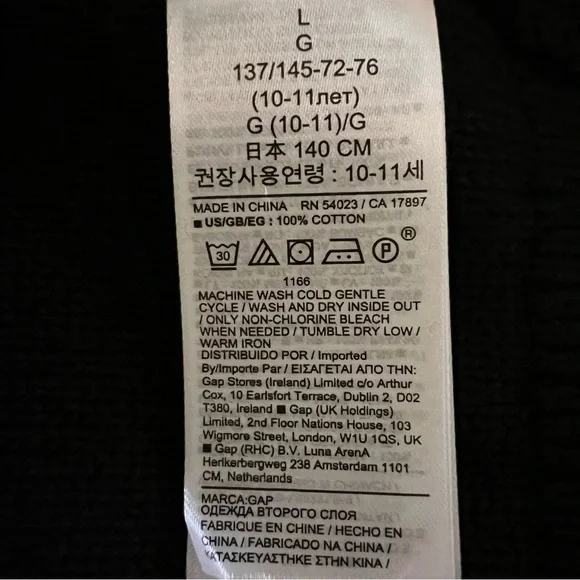 L
G
137/145-72-76
(10-11лет)
G (10-11)/G
日本 140 CM
권장사용연령 : 10-11세
MADE IN CHINA RN 54023 / CA 17897
■ US/GB/EG : 100% COTTON
30 P ®
1166
MACHINE WASH COLD GENTLE
CYCLE / WASH AND DRY INSIDE OUT
/ ONLY NON-CHLORINE BLEACH
WHEN NEEDED / TUMBLE DRY LOW /
WARM IRON
DISTRIBUIDO POR / Imported
By/Importe Par / ΕΙΣΑΓΕΤΑΙ ΑΠΟ ΤΗΝ:
Gap Stores (Ireland) Limited c/o Arthur
Cox, 10 Earlsfort Terrace, Dublin 2, D02
T380, Ireland ■ Gap (UK Holdings)
Limited, 2nd Floor Nations House, 103
Wigmore Street, London, W1U 1QS, UK
■ Gap (RHC) B.V. Luna ArenA
Herikerbergweg 238 Amsterdam 1101
CM, Netherlands
MARCA:GAP
ОДЕЖДА ВТОРОГО СЛОЯ
FABRIQUE EN CHINE / HECHO EN
CHINA / FABRICADO NA CHINA /
ΚΑΤΑΣΚΕΥΑΣΤΗΚΕ ΣΤΗΝ ΚΙΝΑ /